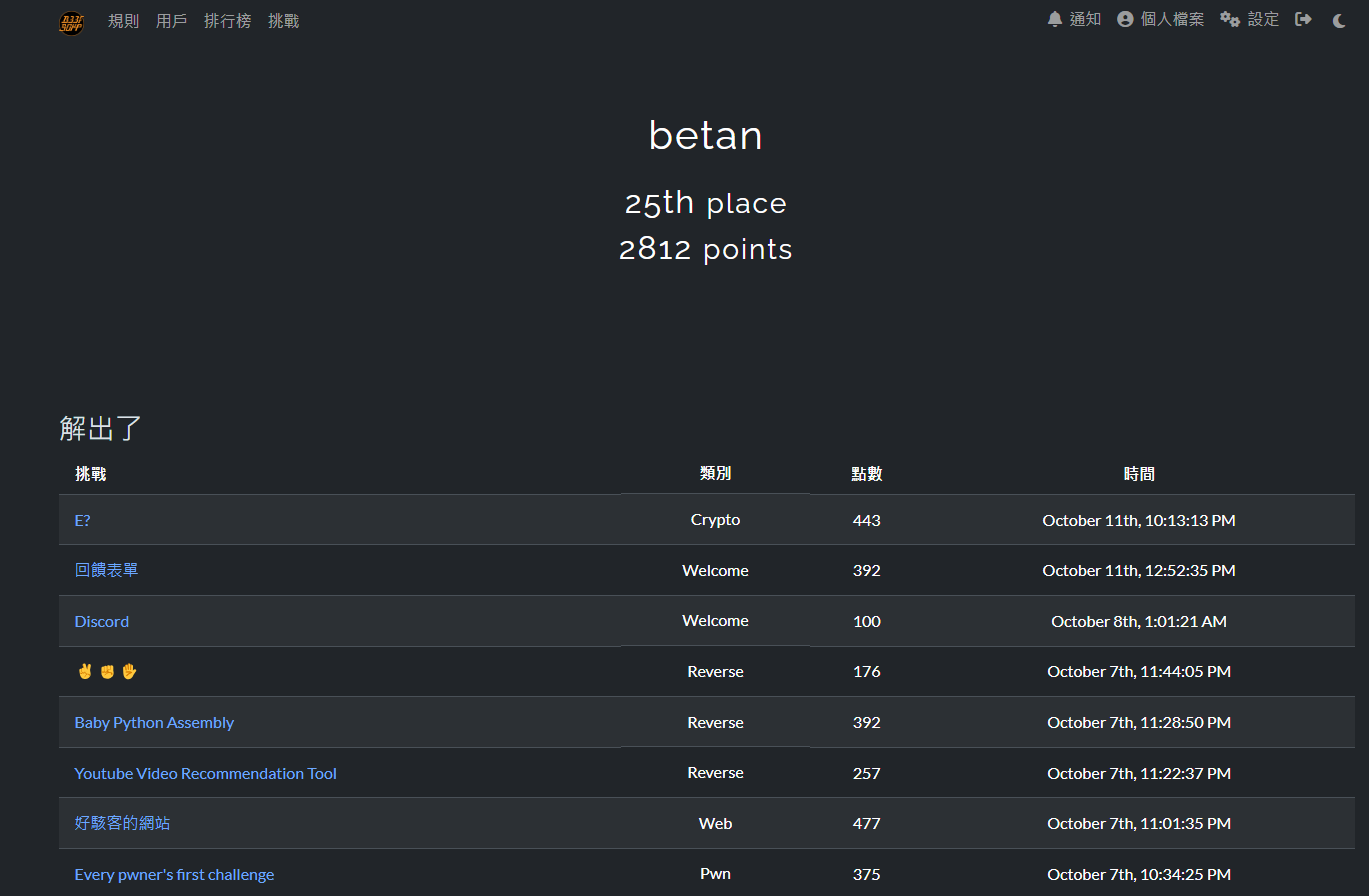 規則 用戶 排行榜 挑戰 通知 個人檔案 設定
betan
25th place
2812 points
解出了
挑戰 類別 點數 時間
E? Crypto 443 October 11th, 10:13:13 PM
回饋表單 Welcome 392 October 11th, 12:52:35 PM
Discord Welcome 100 October 8th, 1:01:21 AM
✌️ ✊ ✋ Reverse 176 October 7th, 11:44:05 PM
Baby Python Assembly Reverse 392 October 7th, 11:28:50 PM
Youtube Video Recommendation Tool Reverse 257 October 7th, 11:22:37 PM
好駭客的網站 Web 477 October 7th, 11:01:35 PM
Every pwner's first challenge Pwn 375 October 7th, 10:34:25 PM